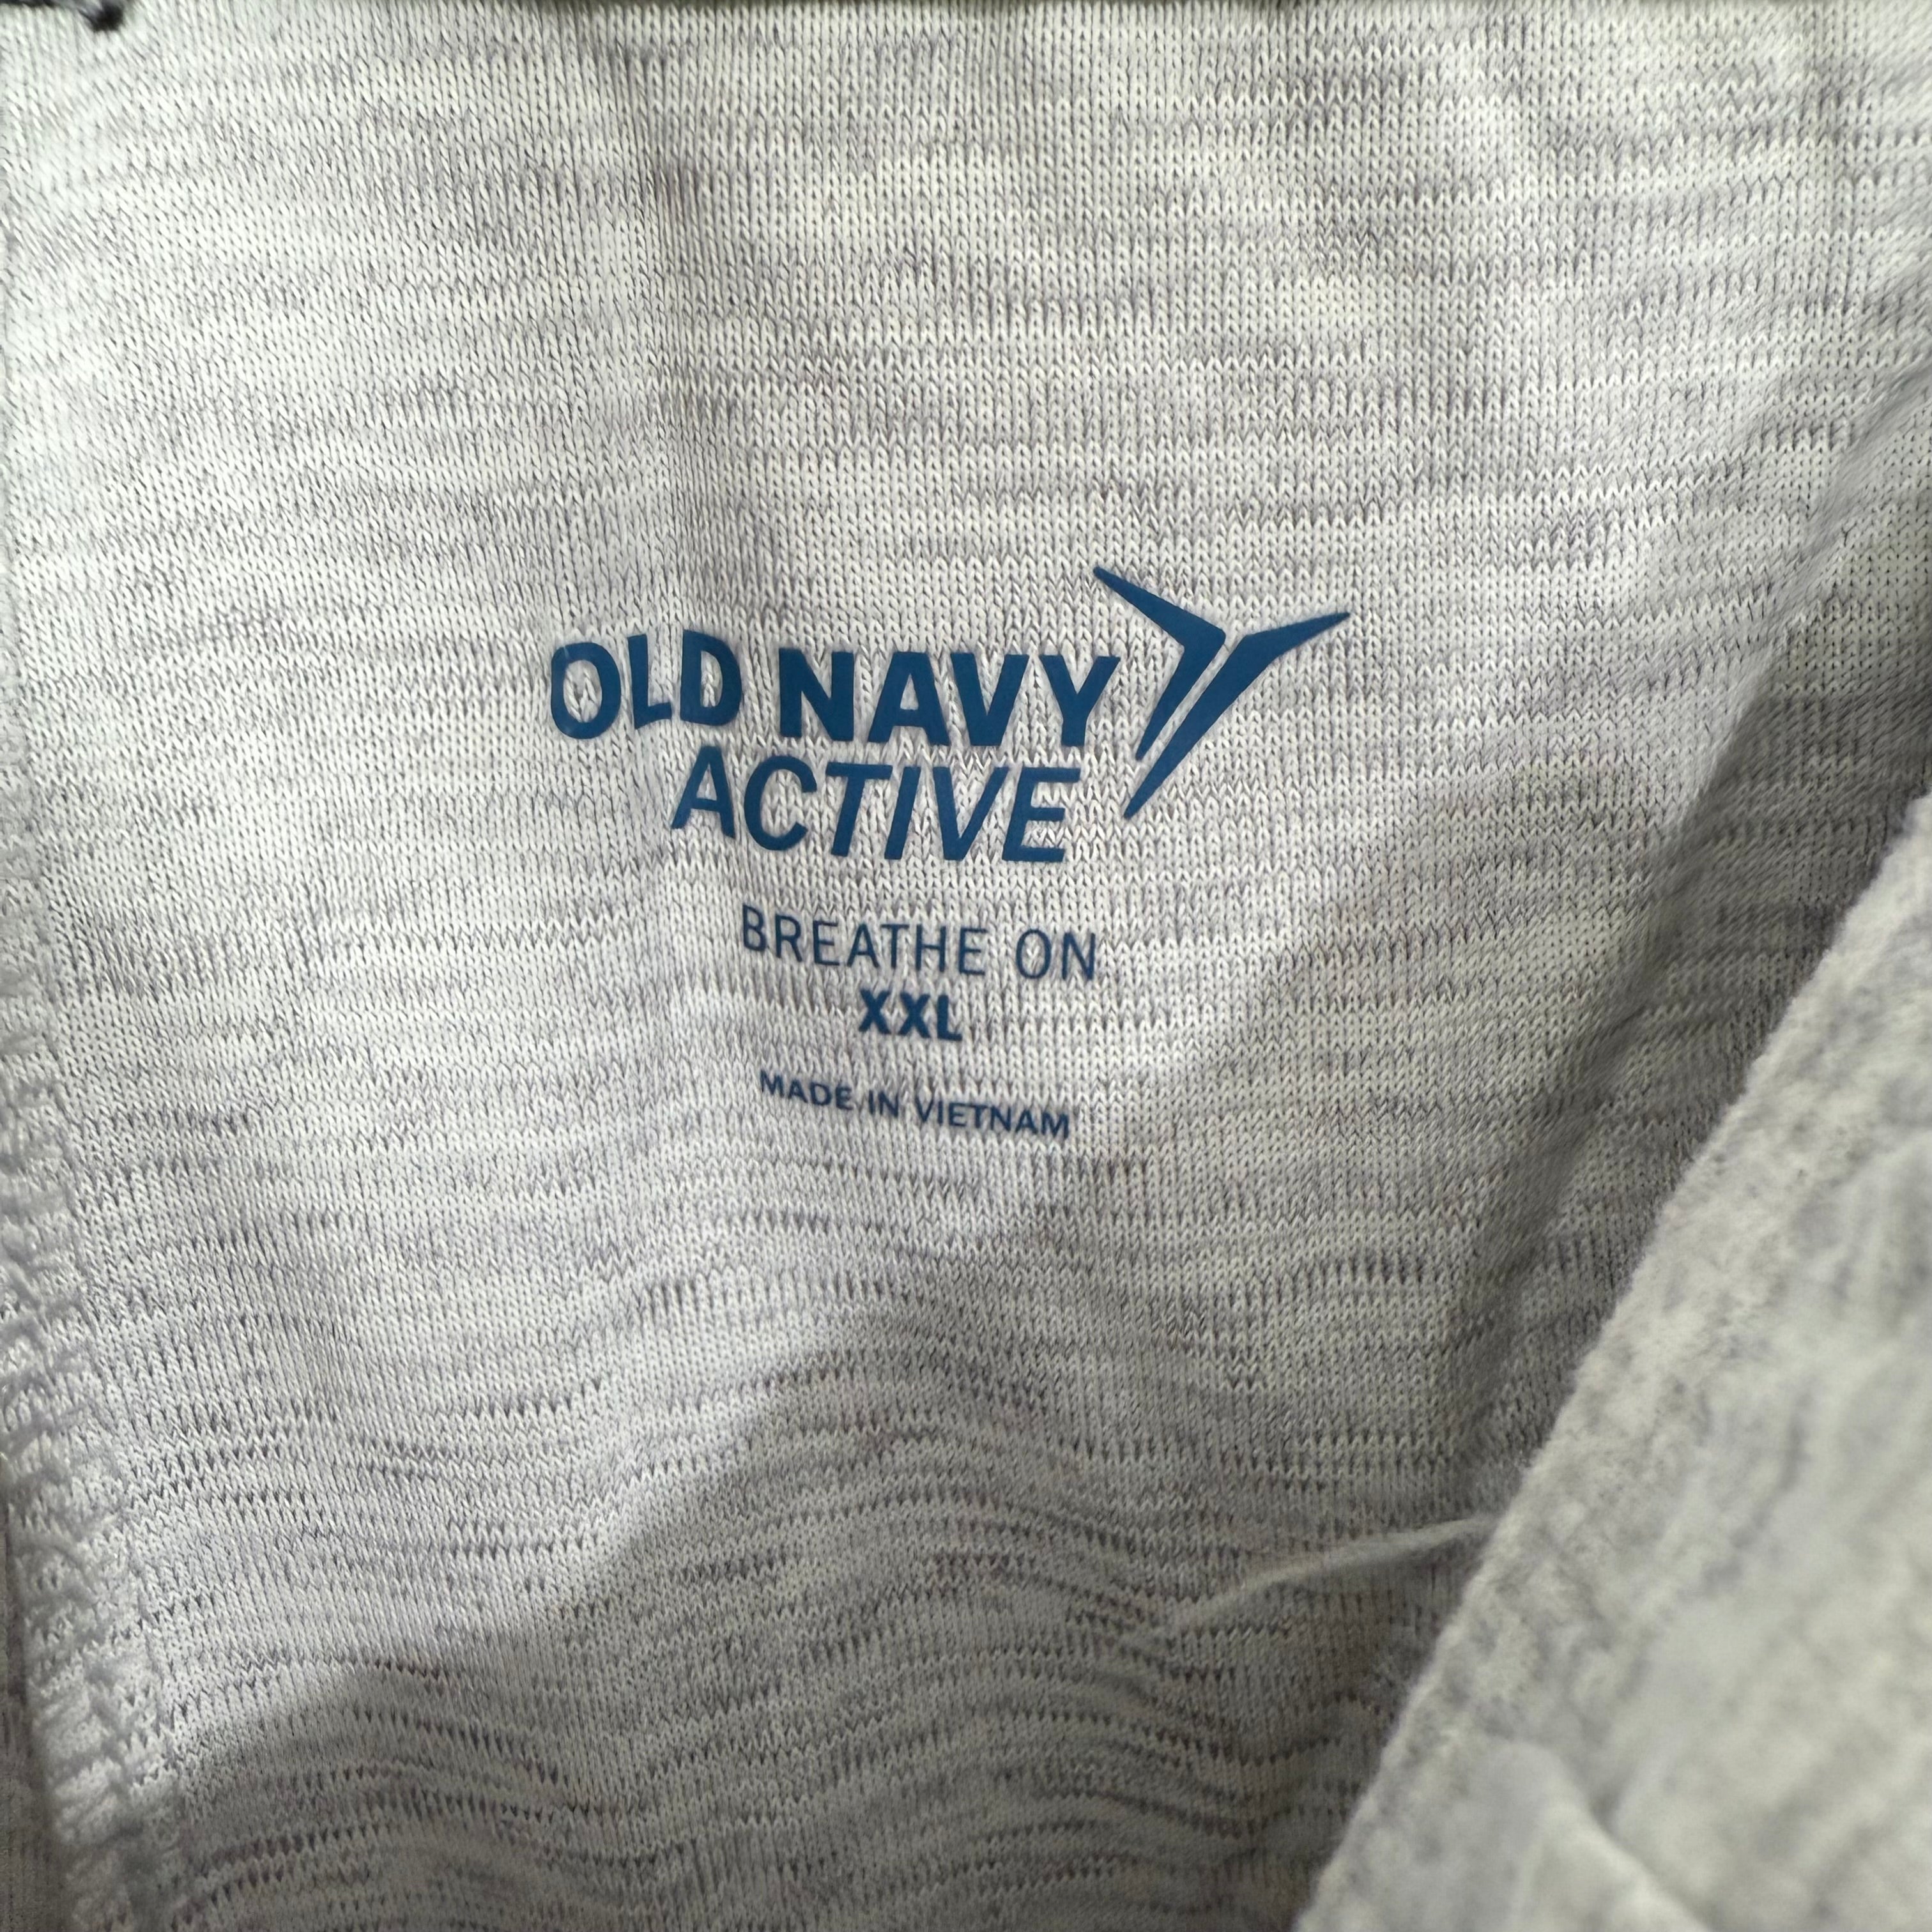 OLD NAVY
ACTIVE
BREATHE ON
XXL
MADE IN VIETNAM